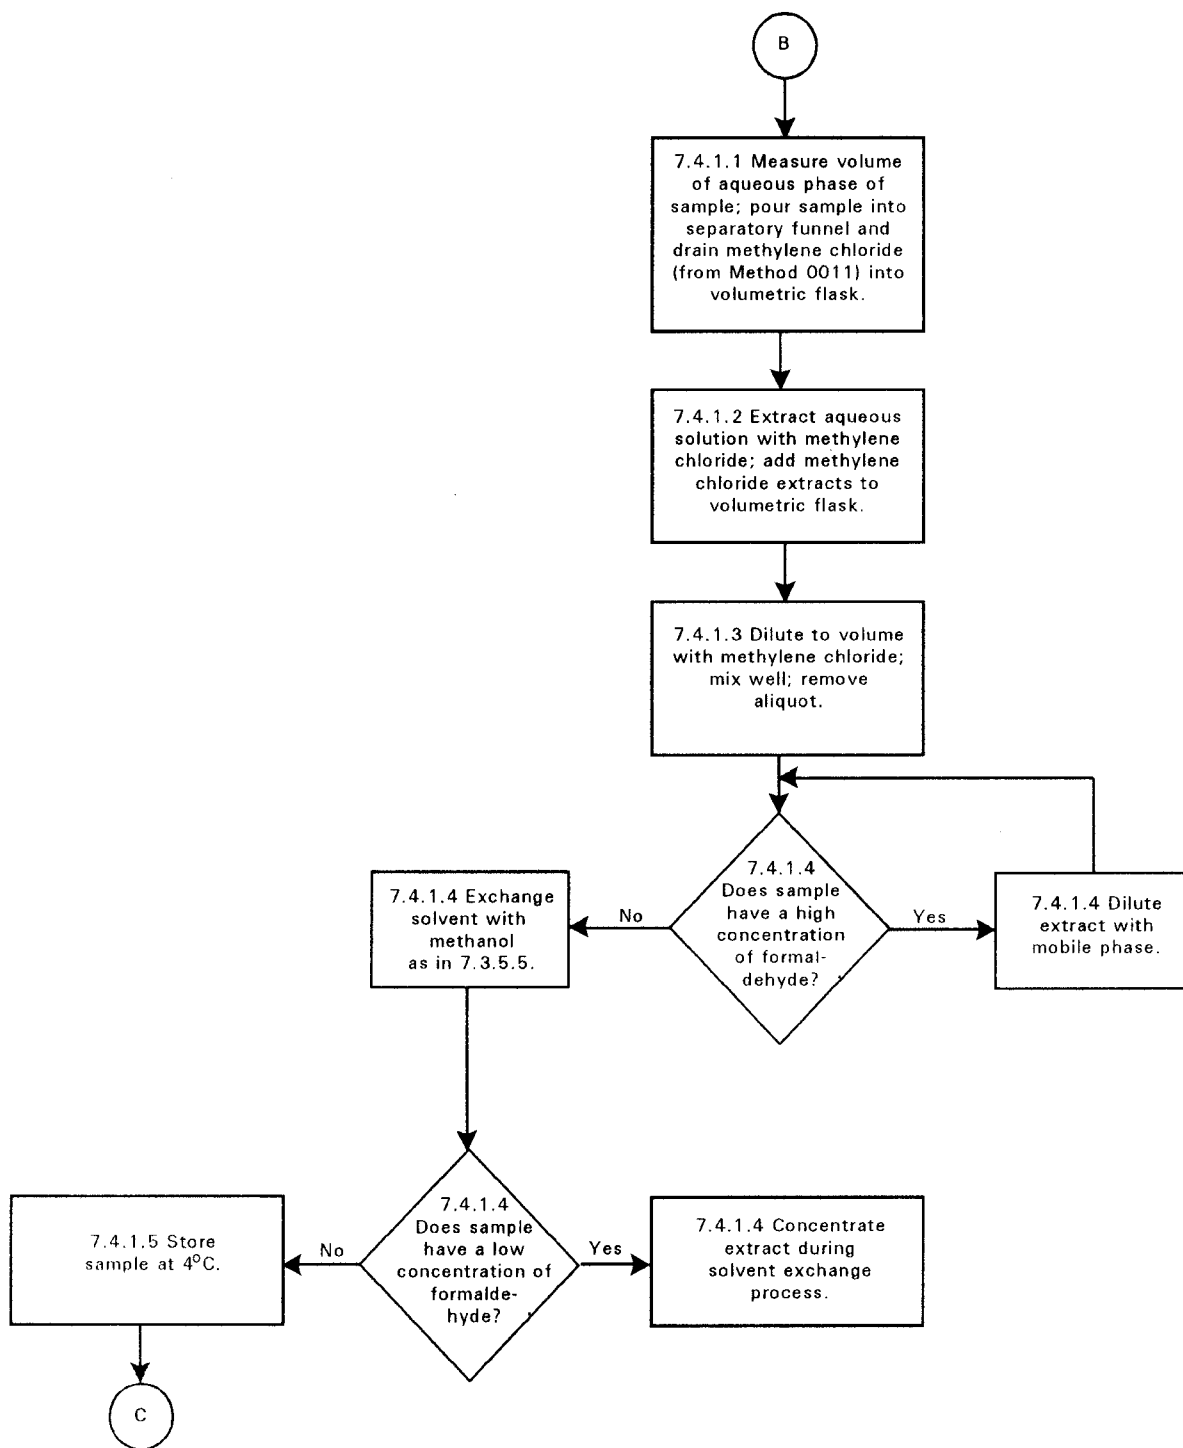 B
7.4.1.1 Measure volume
of aqueous phase of
sample; pour sample into
separatory funnel and
drain methylene chloride
(from Method 0011) into
volumetric flask.
7.4.1.2 Extract aqueous
solution with methylene
chloride; add methylene
chloride extracts to
volumetric flask.
7.4.1.3 Dilute to volume
with methylene chloride;
mix well; remove
aliquot.
7.4.1.4
Does sample
have a high
concentration
of formal-
dehyde?
No
Yes
7.4.1.4 Exchange
solvent with
methanol
as in 7.3.5.5.
7.4.1.4 Dilute
extract with
mobile phase.
7.4.1.4
Does sample
have a low
concentration of
formalde-
hyde?
No
Yes
7.4.1.5 Store
sample at 4°C.
7.4.1.4 Concentrate
extract during
solvent exchange
process.
C